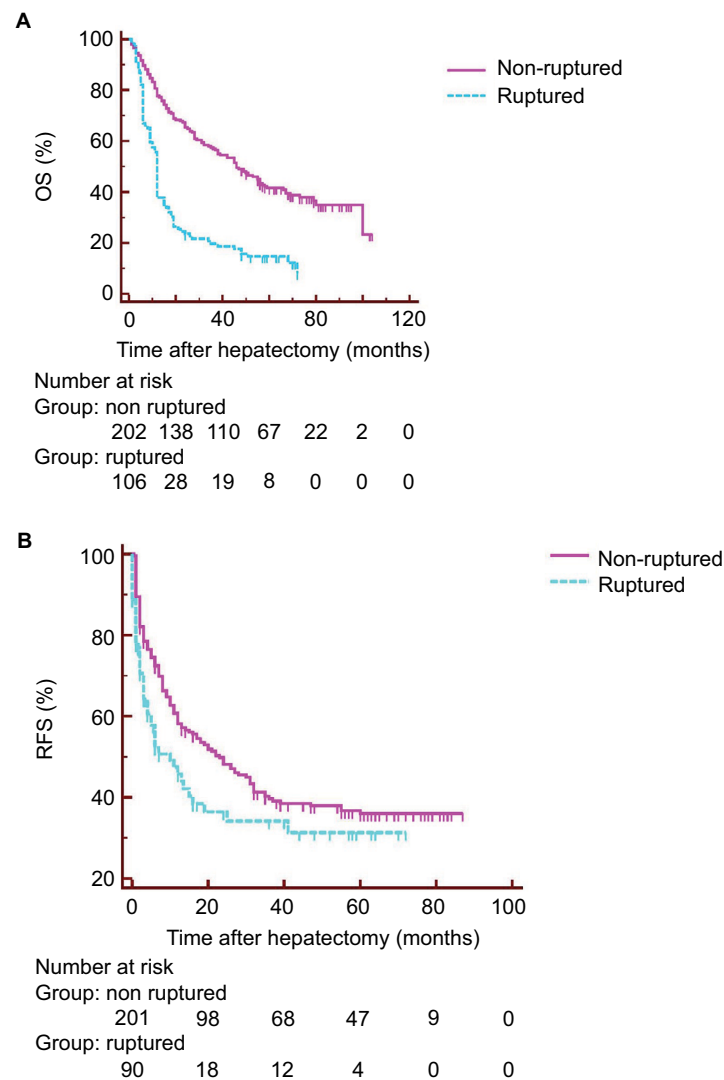 A
100
80
60
40
20
0
OS (%)
Non-ruptured
Ruptured
0 40 80 120
Time after hepatectomy (months)
Number at risk
Group: non ruptured
202 138 110 67 22 2 0
Group: ruptured
106 28 19 8 0 0 0
B
100
80
60
40
20
RFS (%)
Non-ruptured
Ruptured
0 20 40 60 80 100
Time after hepatectomy (months)
Number at risk
Group: non ruptured
201 98 68 47 9 0
Group: ruptured
90 18 12 4 0 0